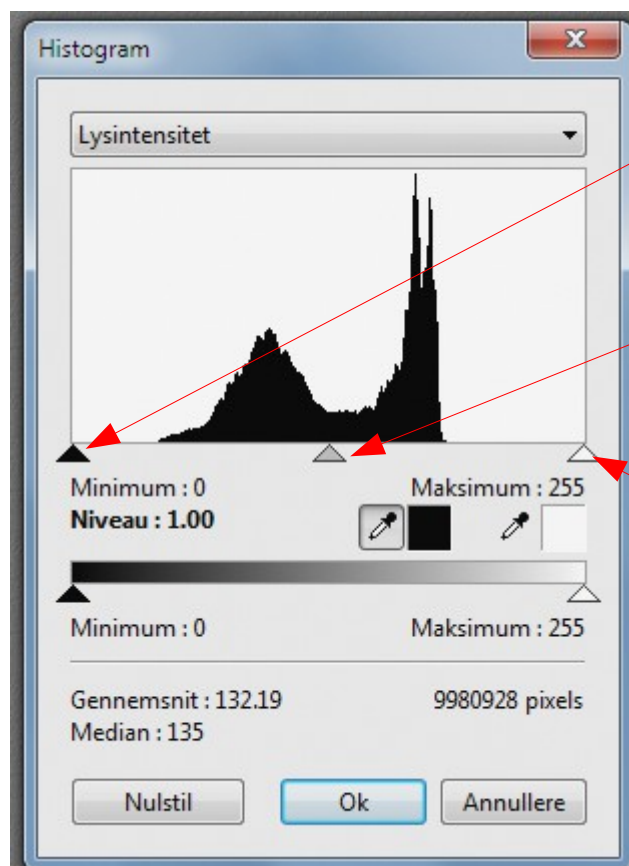 Histogram
Lysintensitet
Minimum : 0 Maksimum : 255
Niveau : 1.00
Minimum : 0 Maksimum : 255
Gennemsnit : 132.19 9980928 pixels
Median : 135
Nulstil Ok Annullere